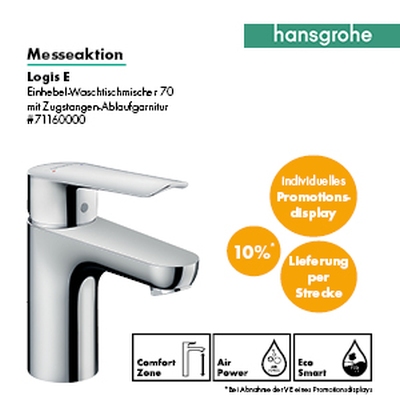 hansgrohe
Messeaktion
Logis E
Einhebel-Waschtischmischer 70
mit Zugstangen-Ablaufgarnitur
#71160000
Individuelles
Promotions-
display
10%*
Lieferung
per
Strecke
Comfort
Zone
Air
Power
Eco
Smart
*Bei Abnahme der VE eines Promotionsdisplays